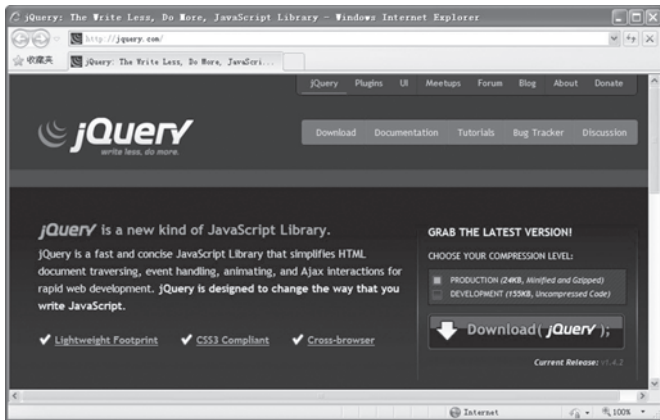 jQuery: The Write Less, Do More, JavaScript Library - Windows Internet Explorer
http://jquery.com/
收藏夹 jQuery: The Write Less, Do More, JavaScri...
jQuery Plugins UI Meetups Forum Blog About Donate
jQuery
write less, do more.
Download Documentation Tutorials Bug Tracker Discussion
jQuery is a new kind of JavaScript Library.
jQuery is a fast and concise JavaScript Library that simplifies HTML
document traversing, event handling, animating, and Ajax interactions for
rapid web development. jQuery is designed to change the way that you
write JavaScript.
Lightweight Footprint CSS3 Compliant Cross-browser
GRAB THE LATEST VERSION!
CHOOSE YOUR COMPRESSION LEVEL:
PRODUCTION (24KB, Minified and Gzipped)
DEVELOPMENT (155KB, Uncompressed Code)
Download( jQuery );
Current Release: v1.4.2
Internet 100%